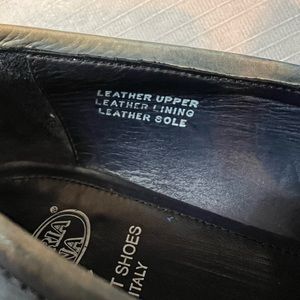 LEATHER UPPER
LEATHER LINING
LEATHER SOLE
®
SHOES
ITALY